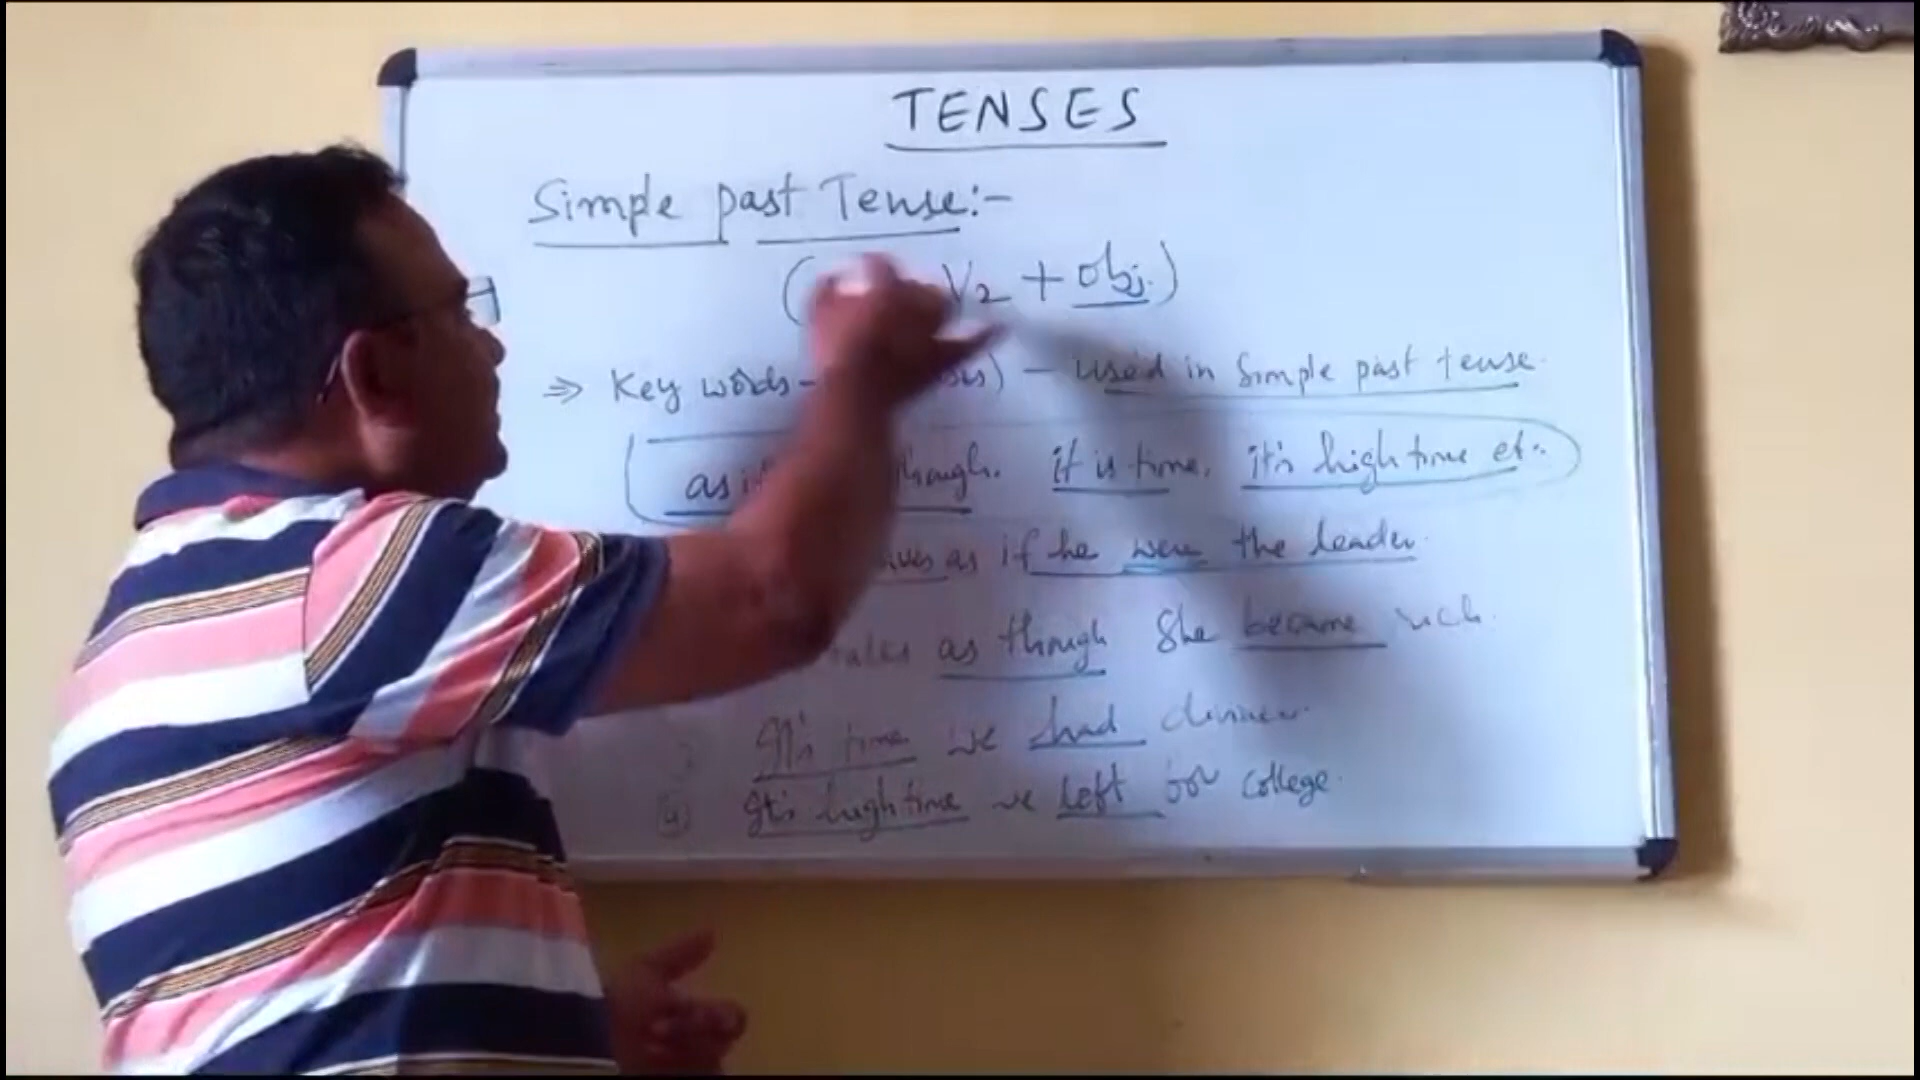 TENSES
Simple past Tense:-
( V2 + Obj.)
⇒ Key words - - used in Simple past tense.
as if though. it is time. it's high time etc.
as if he were the leader.
talks as though She became rich.
It's time we had dinner.
(4) It's high time we left for college.